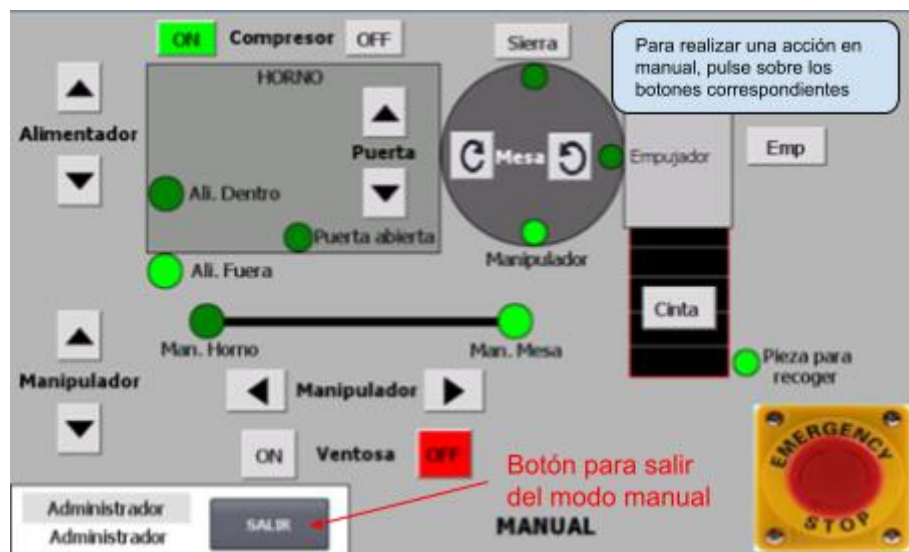 ON Compresor OFF
Sierra
Para realizar una acción en
manual, pulse sobre los
botones correspondientes
HORNO
Alimentador
Puerta
Mesa
Empujador
Emp
Ali. Dentro
Puerta abierta
Manipulador
Ali. Fuera
Cinta
Man. Horno
Man. Mesa
Pieza para
recoger
Manipulador
Manipulador
ON Ventosa OFF
EMERGENCY
STOP
Botón para salir
del modo manual
Administrador
Administrador
SALIR
MANUAL